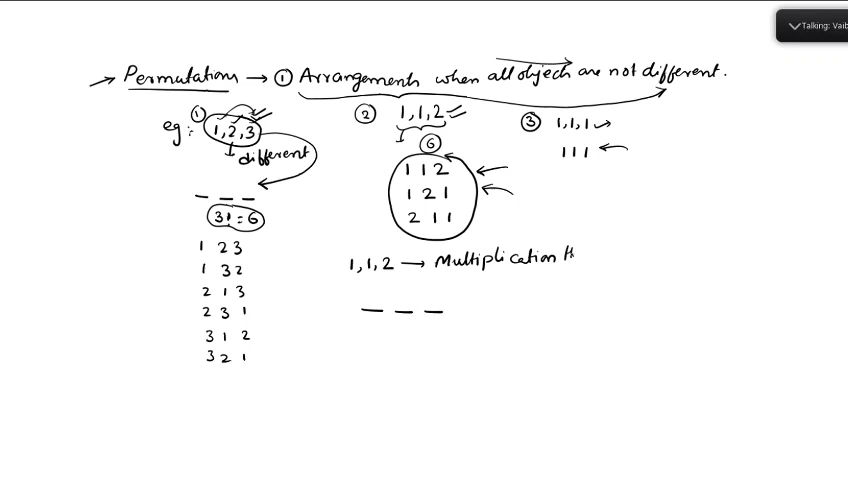 Talking: Vaib
→ Permutation → ① Arrangements when all objects are not different.
eg:- ① 1, 2, 3
different
_ _ _
3! = 6
1 2 3
1 3 2
2 1 3
2 3 1
3 1 2
3 2 1
② 1, 1, 2
⑥
1 1 2
1 2 1
2 1 1
③ 1, 1, 1
1 1 1
1, 1, 2 → Multiplication
_ _ _